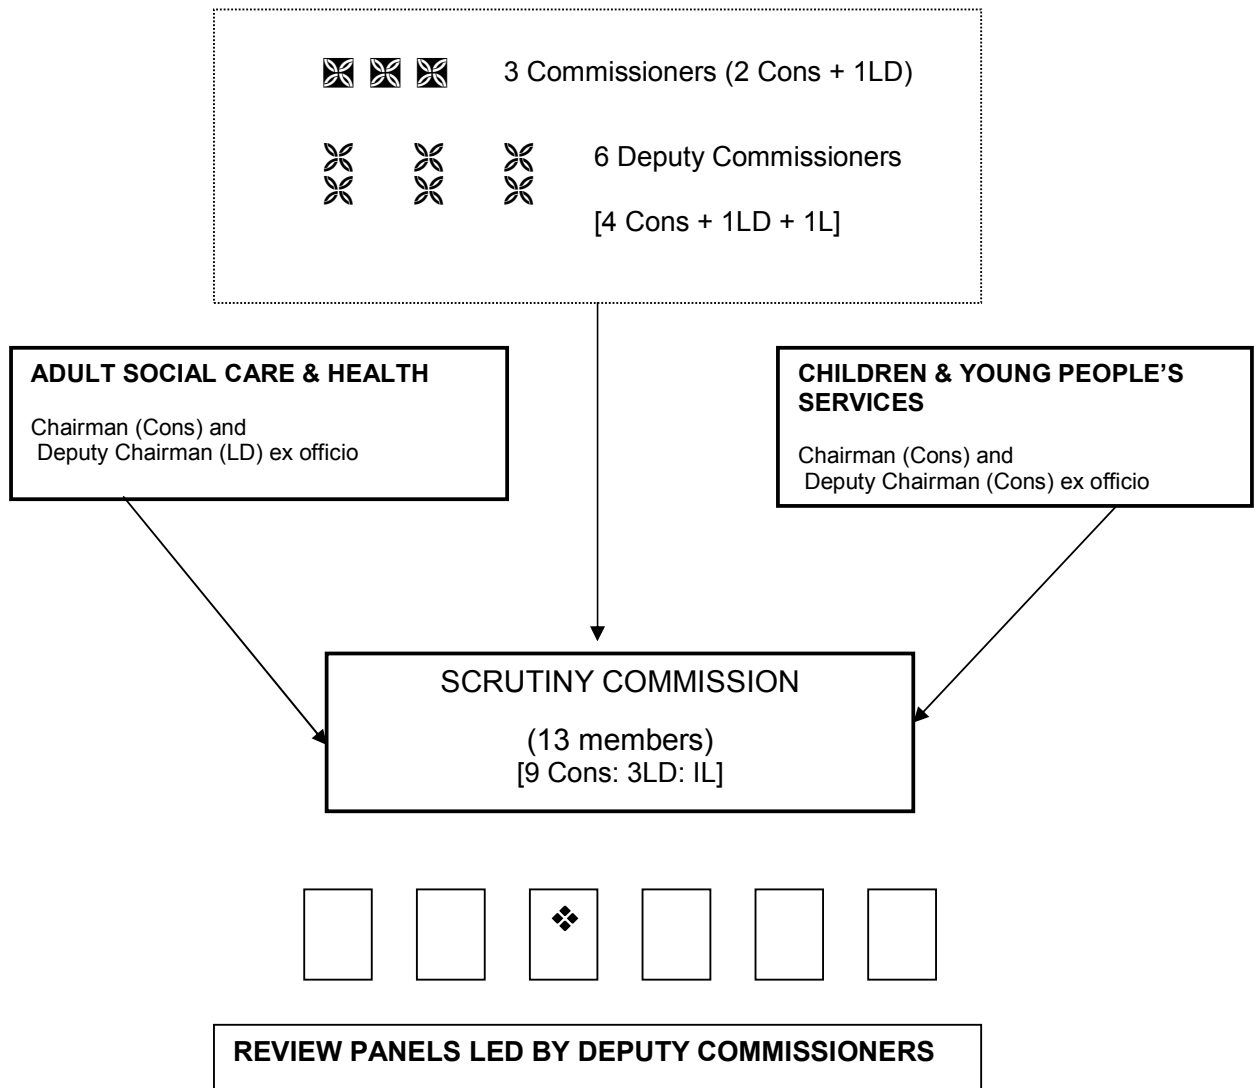 3 Commissioners (2 Cons + 1LD)
6 Deputy Commissioners
[4 Cons + 1LD + 1L]
ADULT SOCIAL CARE & HEALTH
Chairman (Cons) and
Deputy Chairman (LD) ex officio
CHILDREN & YOUNG PEOPLE’S
SERVICES
Chairman (Cons) and
Deputy Chairman (Cons) ex officio
SCRUTINY COMMISSION
(13 members)
[9 Cons: 3LD: IL]
REVIEW PANELS LED BY DEPUTY COMMISSIONERS